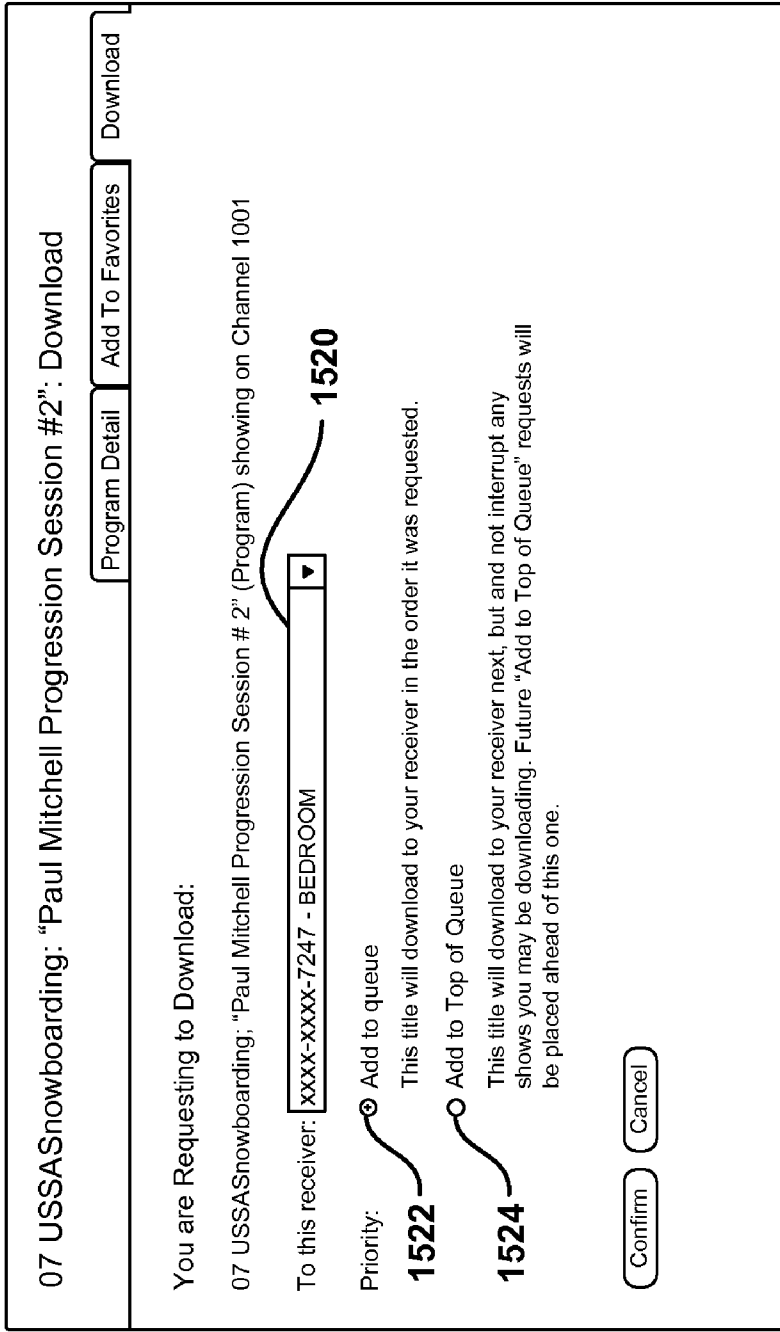 07 USSASnowboarding: “Paul Mitchell Progression Session #2”: Download
Program Detail
Add To Favorites
Download
You are Requesting to Download:
07 USSASnowboarding; “Paul Mitchell Progression Session # 2” (Program) showing on Channel 1001
To this receiver: xxxx-xxxx-7247 - BEDROOM
1520
Priority:
Add to queue
1522
This title will download to your receiver in the order it was requested.
Add to Top of Queue
1524
This title will download to your receiver next, but and not interrupt any
shows you may be downloading. Future “Add to Top of Queue” requests will
be placed ahead of this one.
Confirm
Cancel